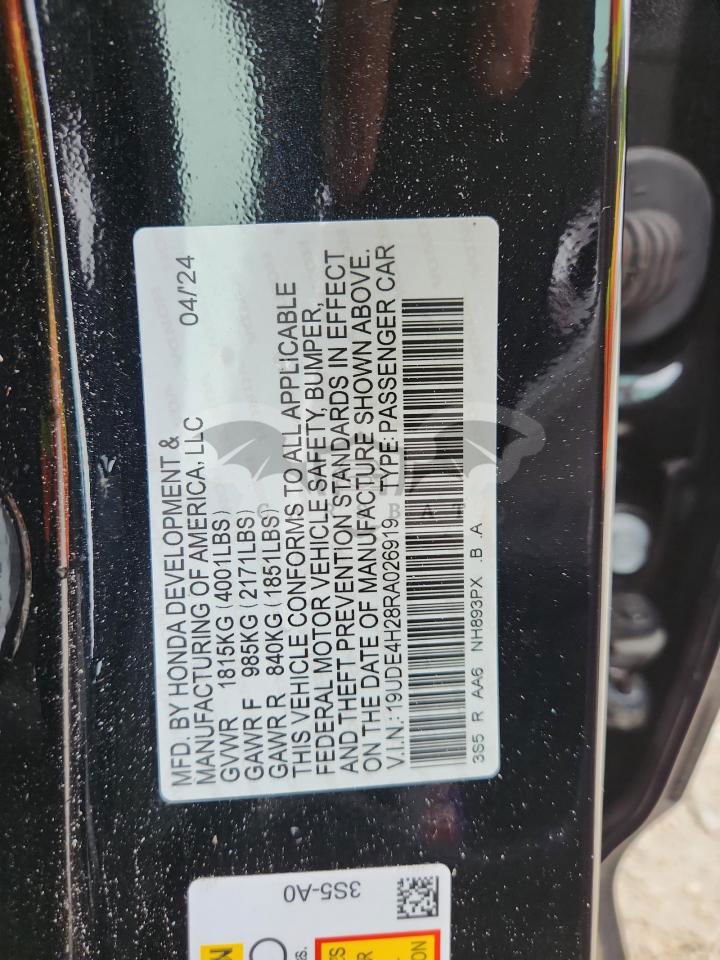 MFD. BY HONDA DEVELOPMENT &
MANUFACTURING OF AMERICA, LLC 04/'24
GVWR 1815KG (4001LBS)
GAWR F 985KG (2171LBS)
GAWR R 840KG (1851LBS)
THIS VEHICLE CONFORMS TO ALL APPLICABLE
FEDERAL MOTOR VEHICLE SAFETY, BUMPER,
AND THEFT PREVENTION STANDARDS IN EFFECT
ON THE DATE OF MANUFACTURE SHOWN ABOVE.
V.I.N.: 19UDE4H28RA026919 TYPE: PASSENGER CAR
3S5 R AA6 NH893PX .B .A
3S5-A0